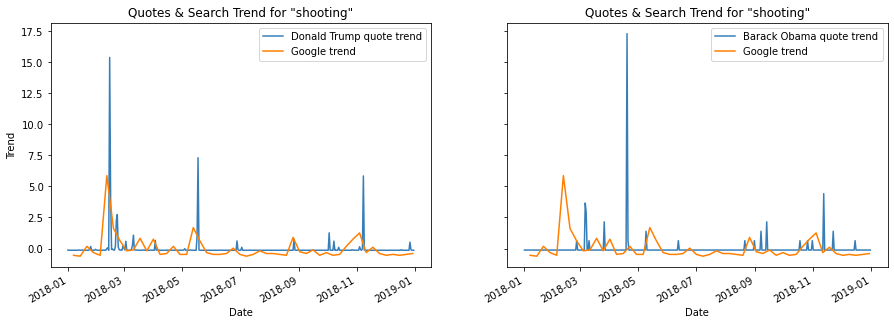 Quotes & Search Trend for "shooting"
Donald Trump quote trend
Google trend
17.5
15.0
12.5
10.0
7.5
5.0
2.5
0.0
Trend
2018-01
2018-03
2018-05
2018-07
2018-09
2018-11
2019-01
Date
Quotes & Search Trend for "shooting"
Barack Obama quote trend
Google trend
2018-01
2018-03
2018-05
2018-07
2018-09
2018-11
2019-01
Date